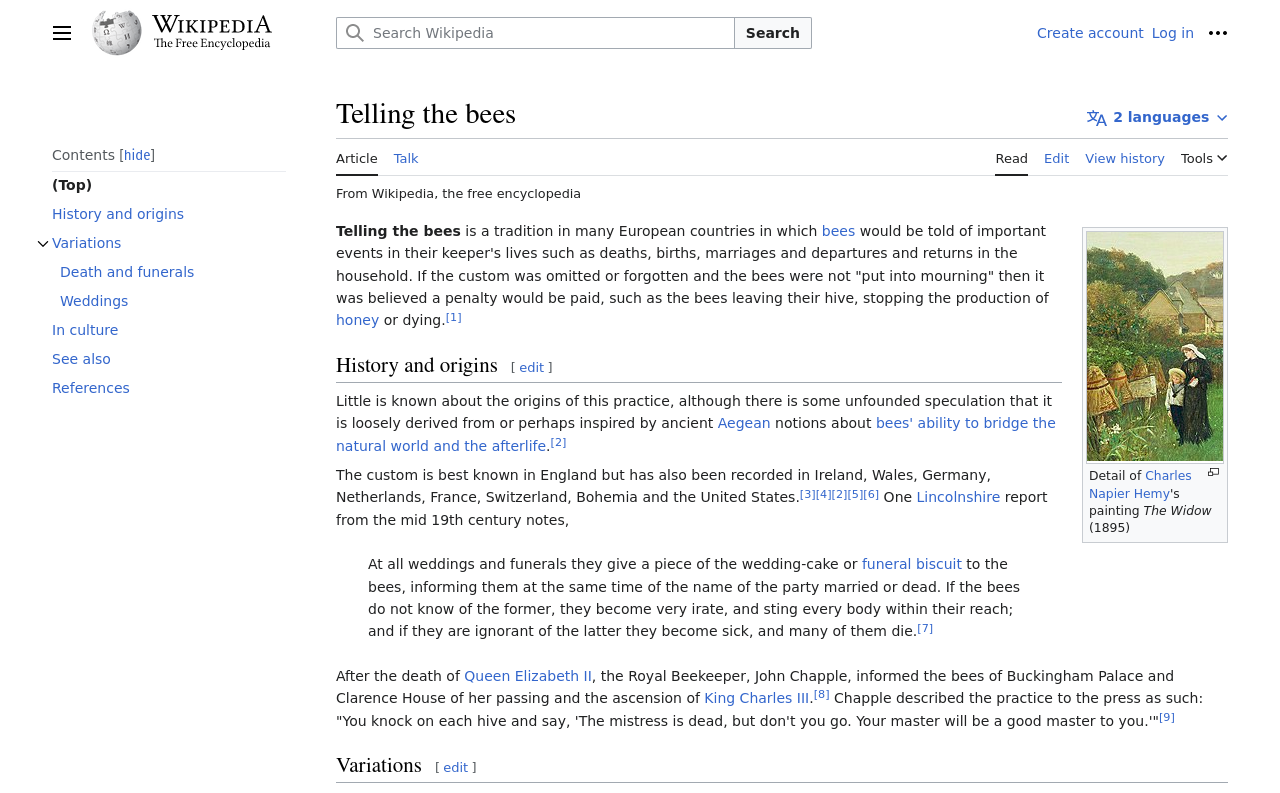 WIKIPEDIA
The Free Encyclopedia
Search Wikipedia
Search
Create account
Log in
Contents [hide]
(Top)
History and origins
Variations
Death and funerals
Weddings
In culture
See also
References
Telling the bees
2 languages
Article
Talk
Read
Edit
View history
Tools
From Wikipedia, the free encyclopedia
Telling the bees is a tradition in many European countries in which bees would be told of important
events in their keeper's lives such as deaths, births, marriages and departures and returns in the
household. If the custom was omitted or forgotten and the bees were not "put into mourning" then it
was believed a penalty would be paid, such as the bees leaving their hive, stopping the production of
honey or dying.[1]
Detail of Charles
Napier Hemy's
painting The Widow
(1895)
History and origins [ edit ]
Little is known about the origins of this practice, although there is some unfounded speculation that it
is loosely derived from or perhaps inspired by ancient Aegean notions about bees' ability to bridge the
natural world and the afterlife.[2]
The custom is best known in England but has also been recorded in Ireland, Wales, Germany,
Netherlands, France, Switzerland, Bohemia and the United States.[3][4][2][5][6] One Lincolnshire report
from the mid 19th century notes,
At all weddings and funerals they give a piece of the wedding-cake or funeral biscuit to the
bees, informing them at the same time of the name of the party married or dead. If the bees
do not know of the former, they become very irate, and sting every body within their reach;
and if they are ignorant of the latter they become sick, and many of them die.[7]
After the death of Queen Elizabeth II, the Royal Beekeeper, John Chapple, informed the bees of Buckingham Palace and
Clarence House of her passing and the ascension of King Charles III.[8] Chapple described the practice to the press as such:
"You knock on each hive and say, 'The mistress is dead, but don't you go. Your master will be a good master to you.'"[9]
Variations [ edit ]